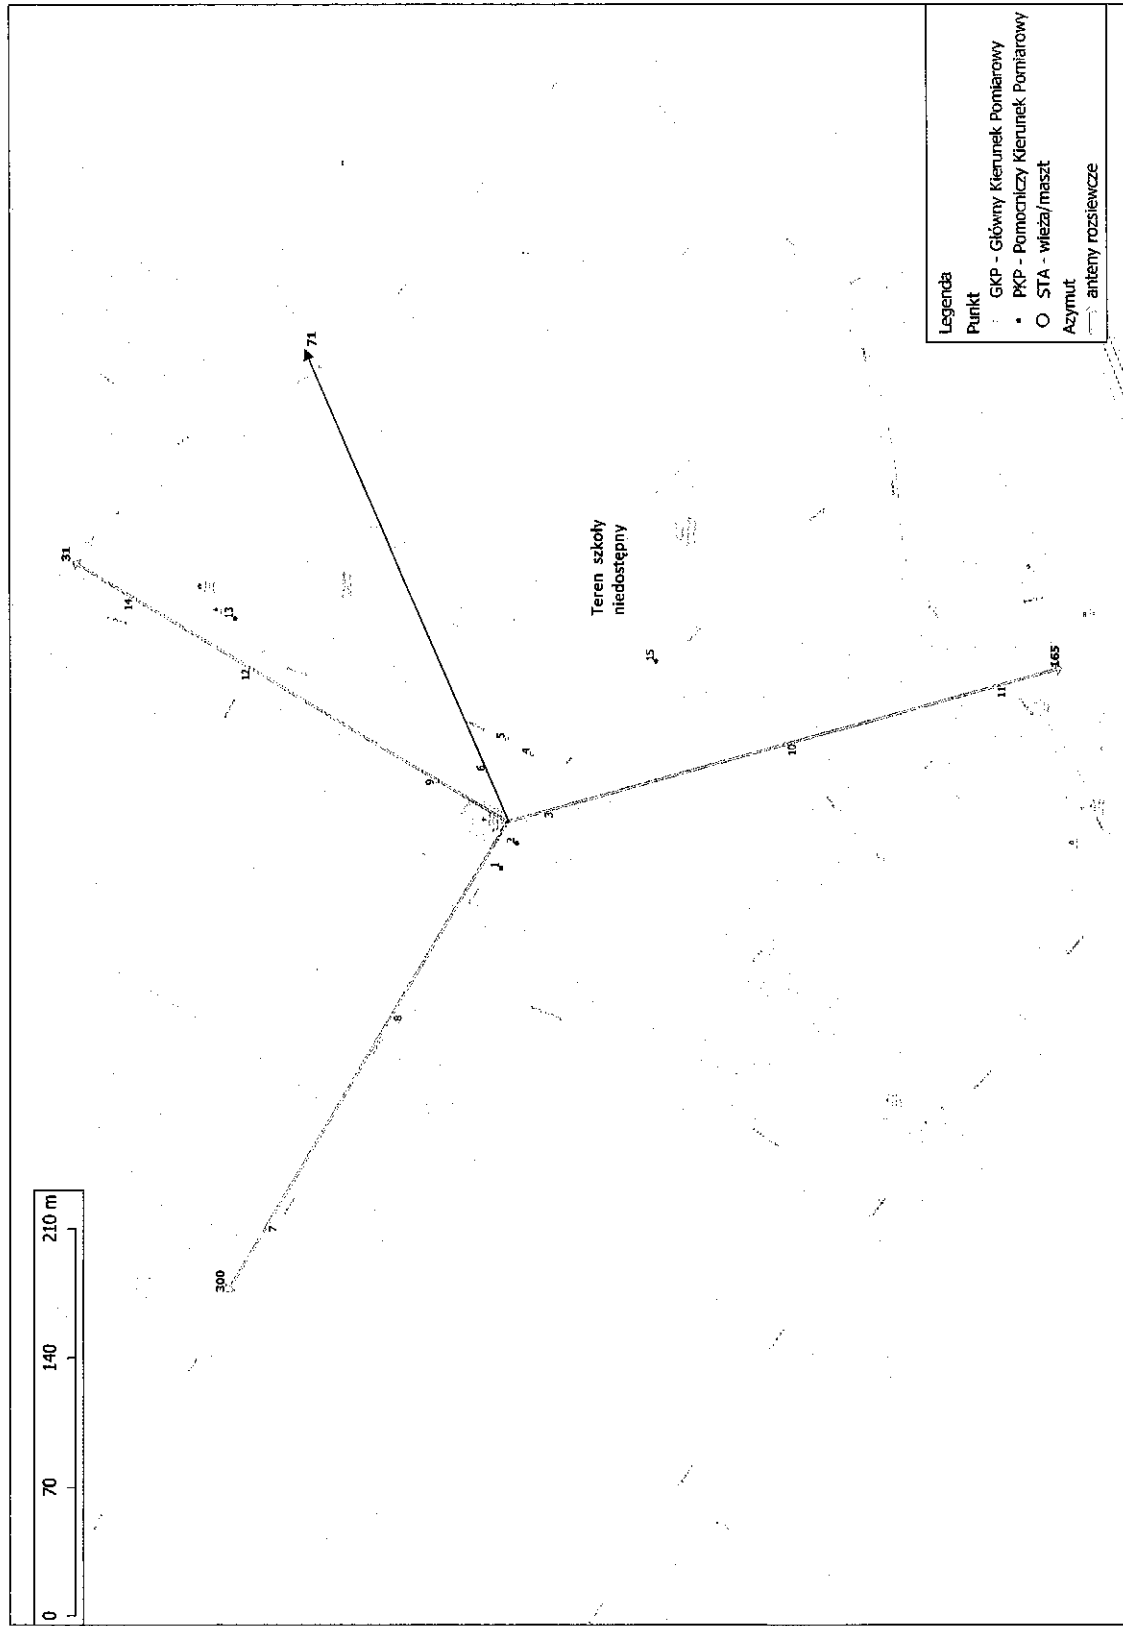 0 70 140 210 m
31
14
13
12
71
300
7
8
9
6
5
4
1
2
3
Teren szkoły
niedostępny
15
10
11
165
Legenda
Punkt
GKP - Główny Kierunek Pomiarowy
PKP - Pomocniczy Kierunek Pomiarowy
STA - wieża/maszt
Azymut
anteny rozsiewcze